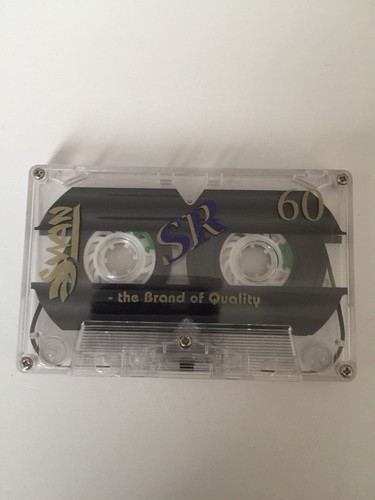 SWAN
SR
60
- the Brand of Quality